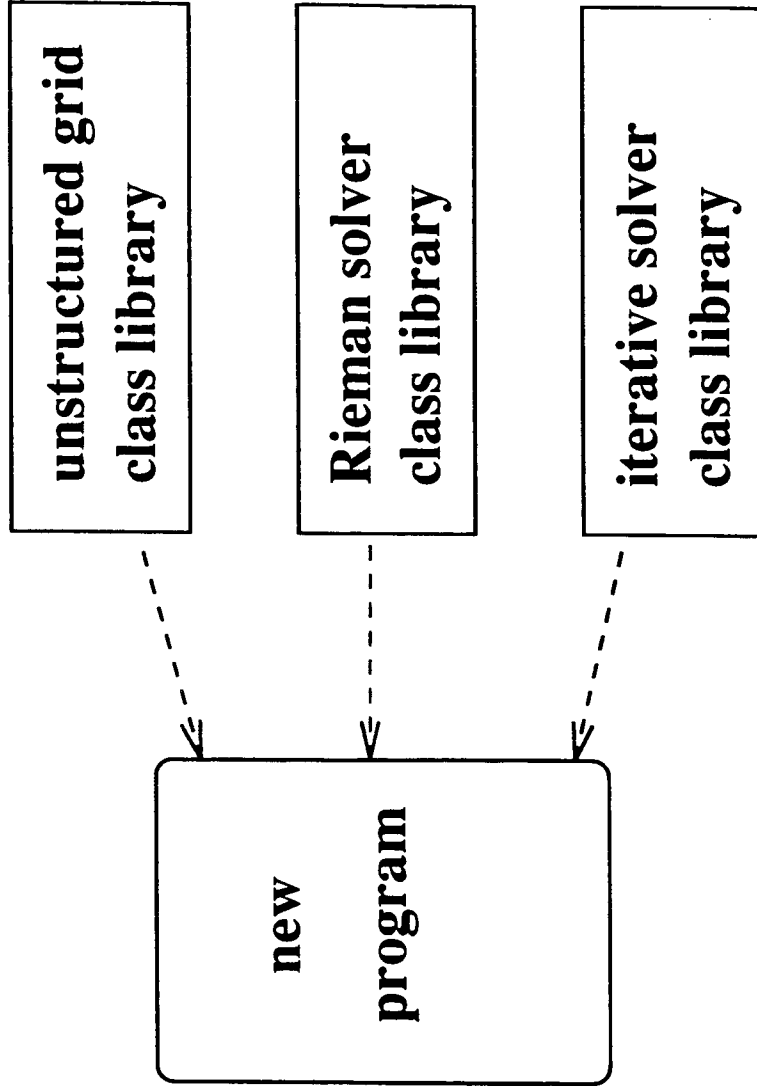 unstructured grid
class library
Rieman solver
class library
iterative solver
class library
new
program